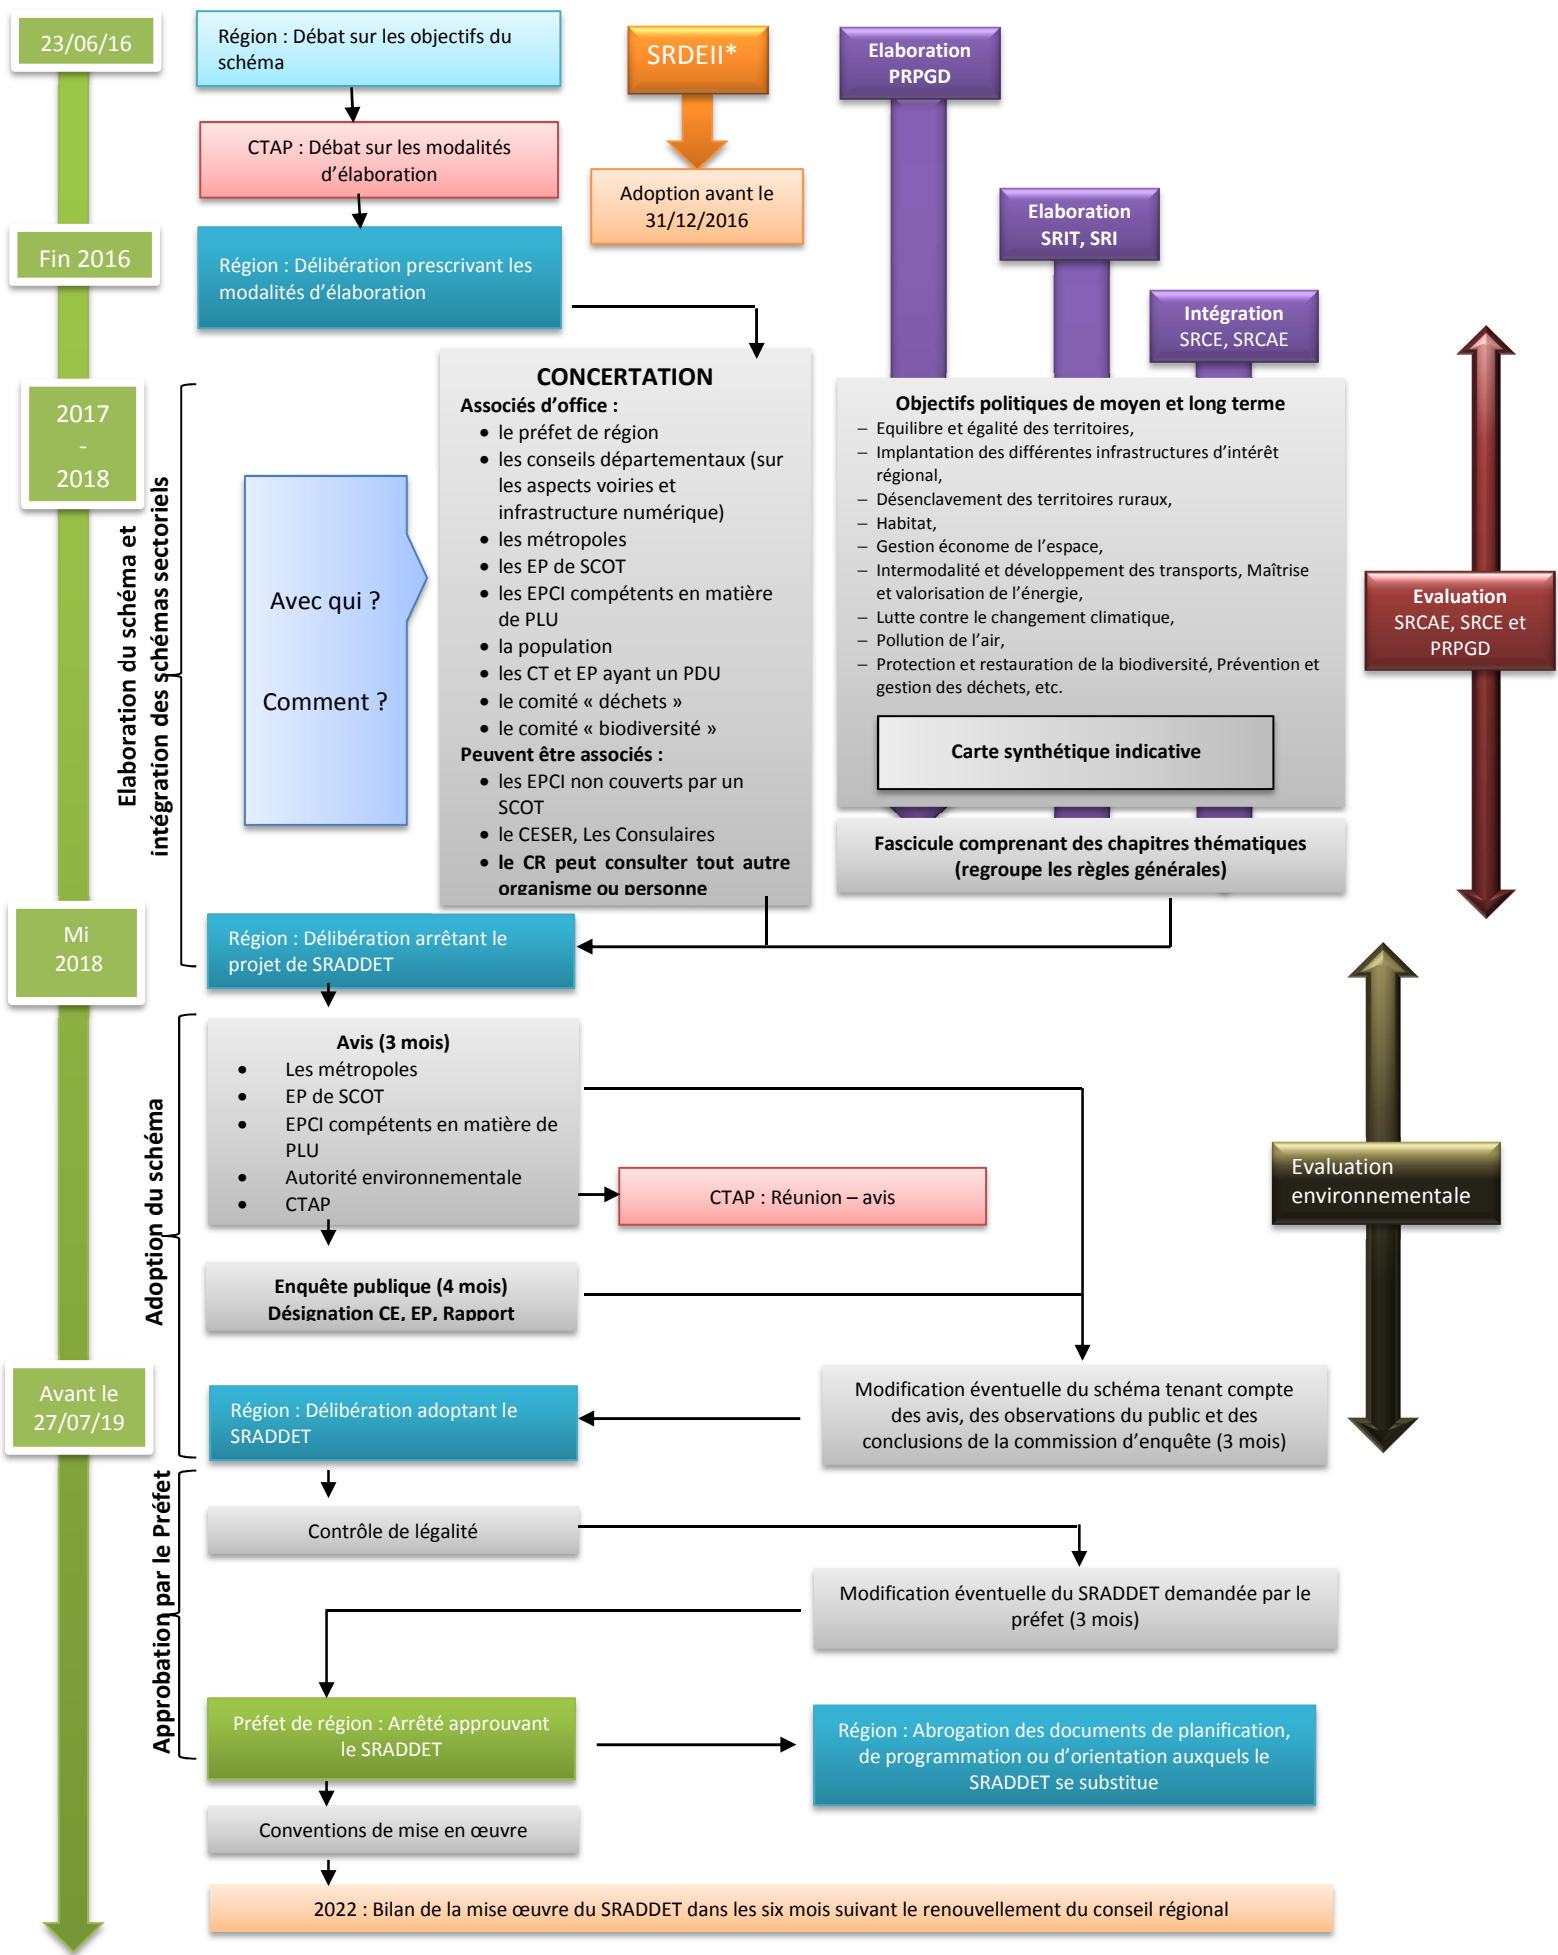 23/06/16
Région : Débat sur les objectifs du
schéma
SRDEII*
Elaboration
PRPGD
CTAP : Débat sur les modalités
d’élaboration
Adoption avant le
31/12/2016
Elaboration
SRIT, SRI
Fin 2016
Région : Délibération prescrivant les
modalités d’élaboration
Intégration
SRCE, SRCAE
2017
-
2018
Elaboration du schéma et
intégration des schémas sectoriels
Avec qui ?
Comment ?
CONCERTATION
Associés d’office :
• le préfet de région
• les conseils départementaux (sur
les aspects voiries et
infrastructure numérique)
• les métropoles
• les EP de SCOT
• les EPCI compétents en matière
de PLU
• la population
• les CT et EP ayant un PDU
• le comité « déchets »
• le comité « biodiversité »
Peuvent être associés :
• les EPCI non couverts par un
SCOT
• le CESER, Les Consulaires
• le CR peut consulter tout autre
organisme ou personne
Objectifs politiques de moyen et long terme
– Equilibre et égalité des territoires,
– Implantation des différentes infrastructures d’intérêt
régional,
– Désenclavement des territoires ruraux,
– Habitat,
– Gestion économe de l’espace,
– Intermodalité et développement des transports, Maîtrise
et valorisation de l’énergie,
– Lutte contre le changement climatique,
– Pollution de l’air,
– Protection et restauration de la biodiversité, Prévention et
gestion des déchets, etc.
Carte synthétique indicative
Fascicule comprenant des chapitres thématiques
(regroupe les règles générales)
Evaluation
SRCAE, SRCE et
PRPGD
Mi
2018
Région : Délibération arrêtant le
projet de SRADDET
Adoption du schéma
Avis (3 mois)
• Les métropoles
• EP de SCOT
• EPCI compétents en matière de
PLU
• Autorité environnementale
• CTAP
CTAP : Réunion – avis
Evaluation
environnementale
Enquête publique (4 mois)
Désignation CE, EP, Rapport
Avant le
27/07/19
Région : Délibération adoptant le
SRADDET
Modification éventuelle du schéma tenant compte
des avis, des observations du public et des
conclusions de la commission d’enquête (3 mois)
Approbation par le Préfet
Contrôle de légalité
Modification éventuelle du SRADDET demandée par le
préfet (3 mois)
Préfet de région : Arrêté approuvant
le SRADDET
Région : Abrogation des documents de planification,
de programmation ou d’orientation auxquels le
SRADDET se substitue
Conventions de mise en œuvre
2022 : Bilan de la mise œuvre du SRADDET dans les six mois suivant le renouvellement du conseil régional